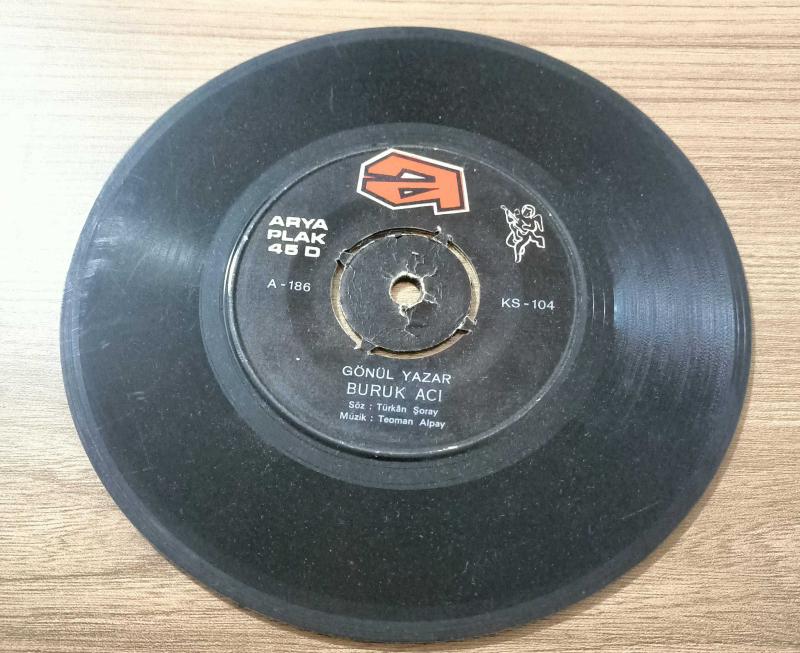 ARYA
PLAK
45 D
A - 186
KS - 104
GÖNÜL YAZAR
BURUK ACI
Söz : Türkân Şoray
Müzik : Teoman Alpay